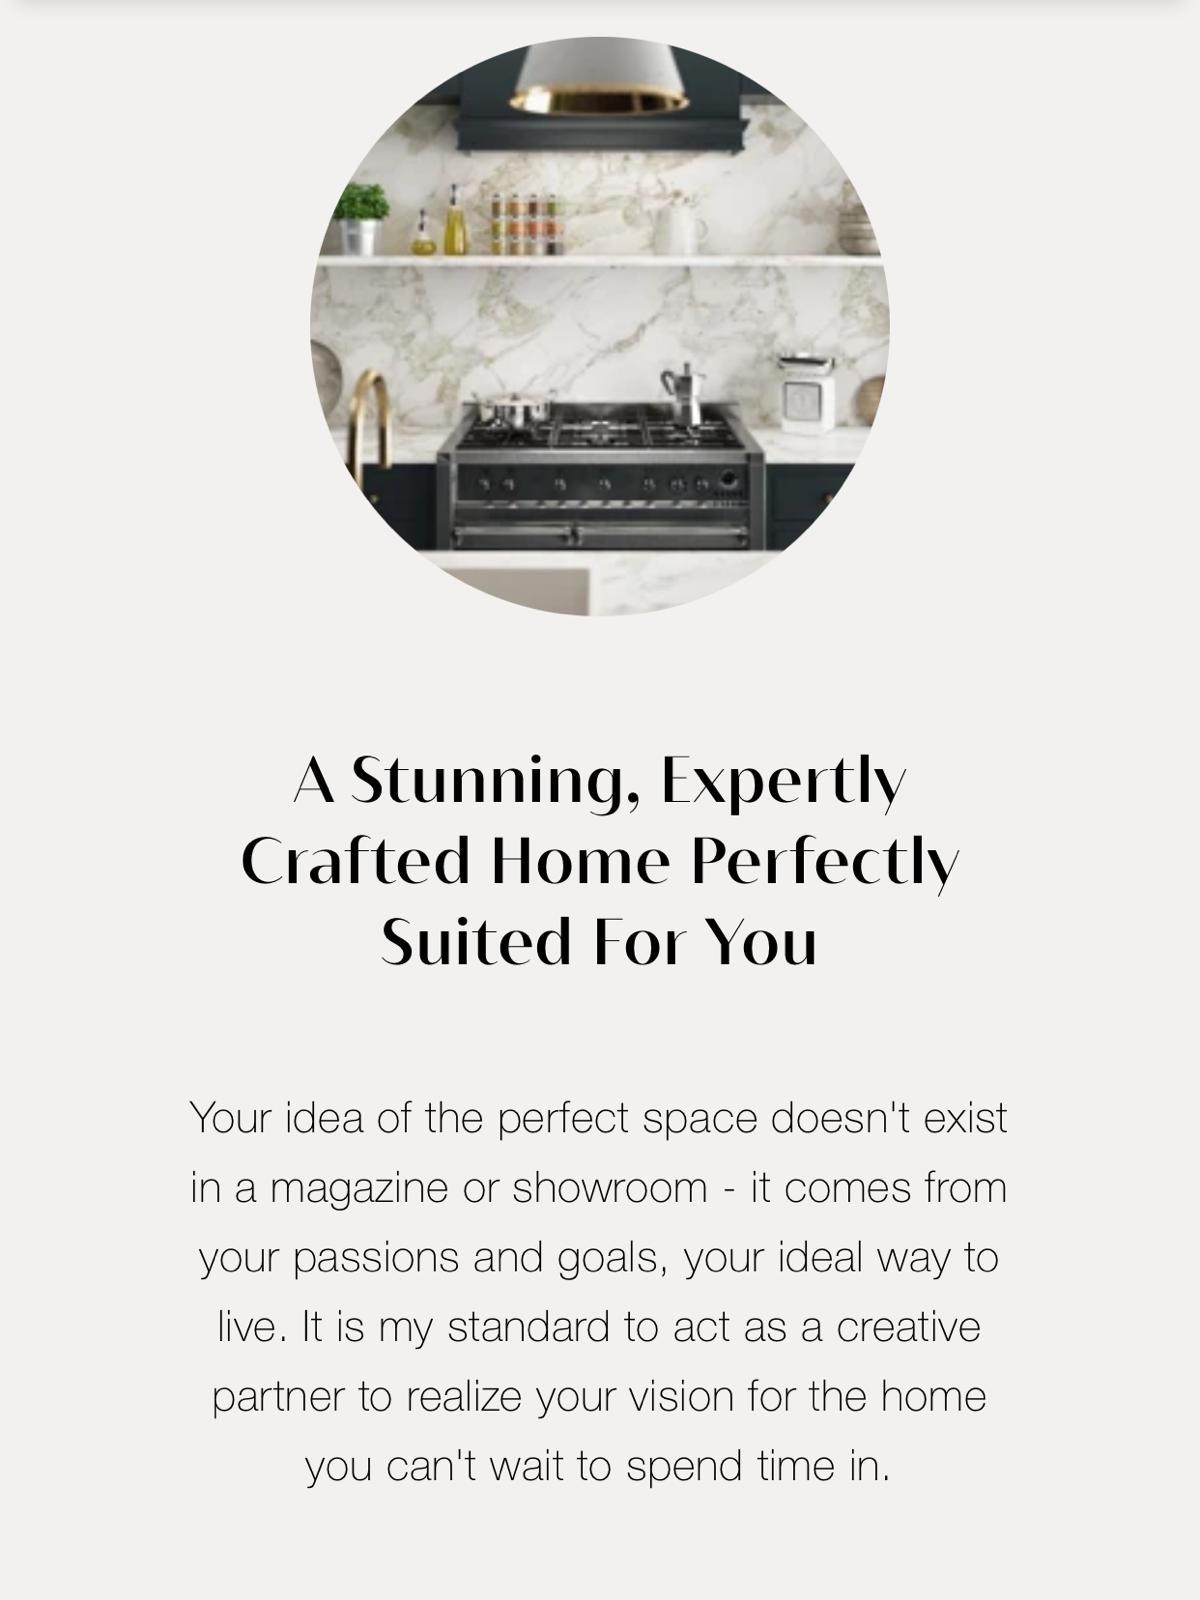 A Stunning, Expertly
Crafted Home Perfectly
Suited For You
Your idea of the perfect space doesn't exist
in a magazine or showroom - it comes from
your passions and goals, your ideal way to
live. It is my standard to act as a creative
partner to realize your vision for the home
you can't wait to spend time in.